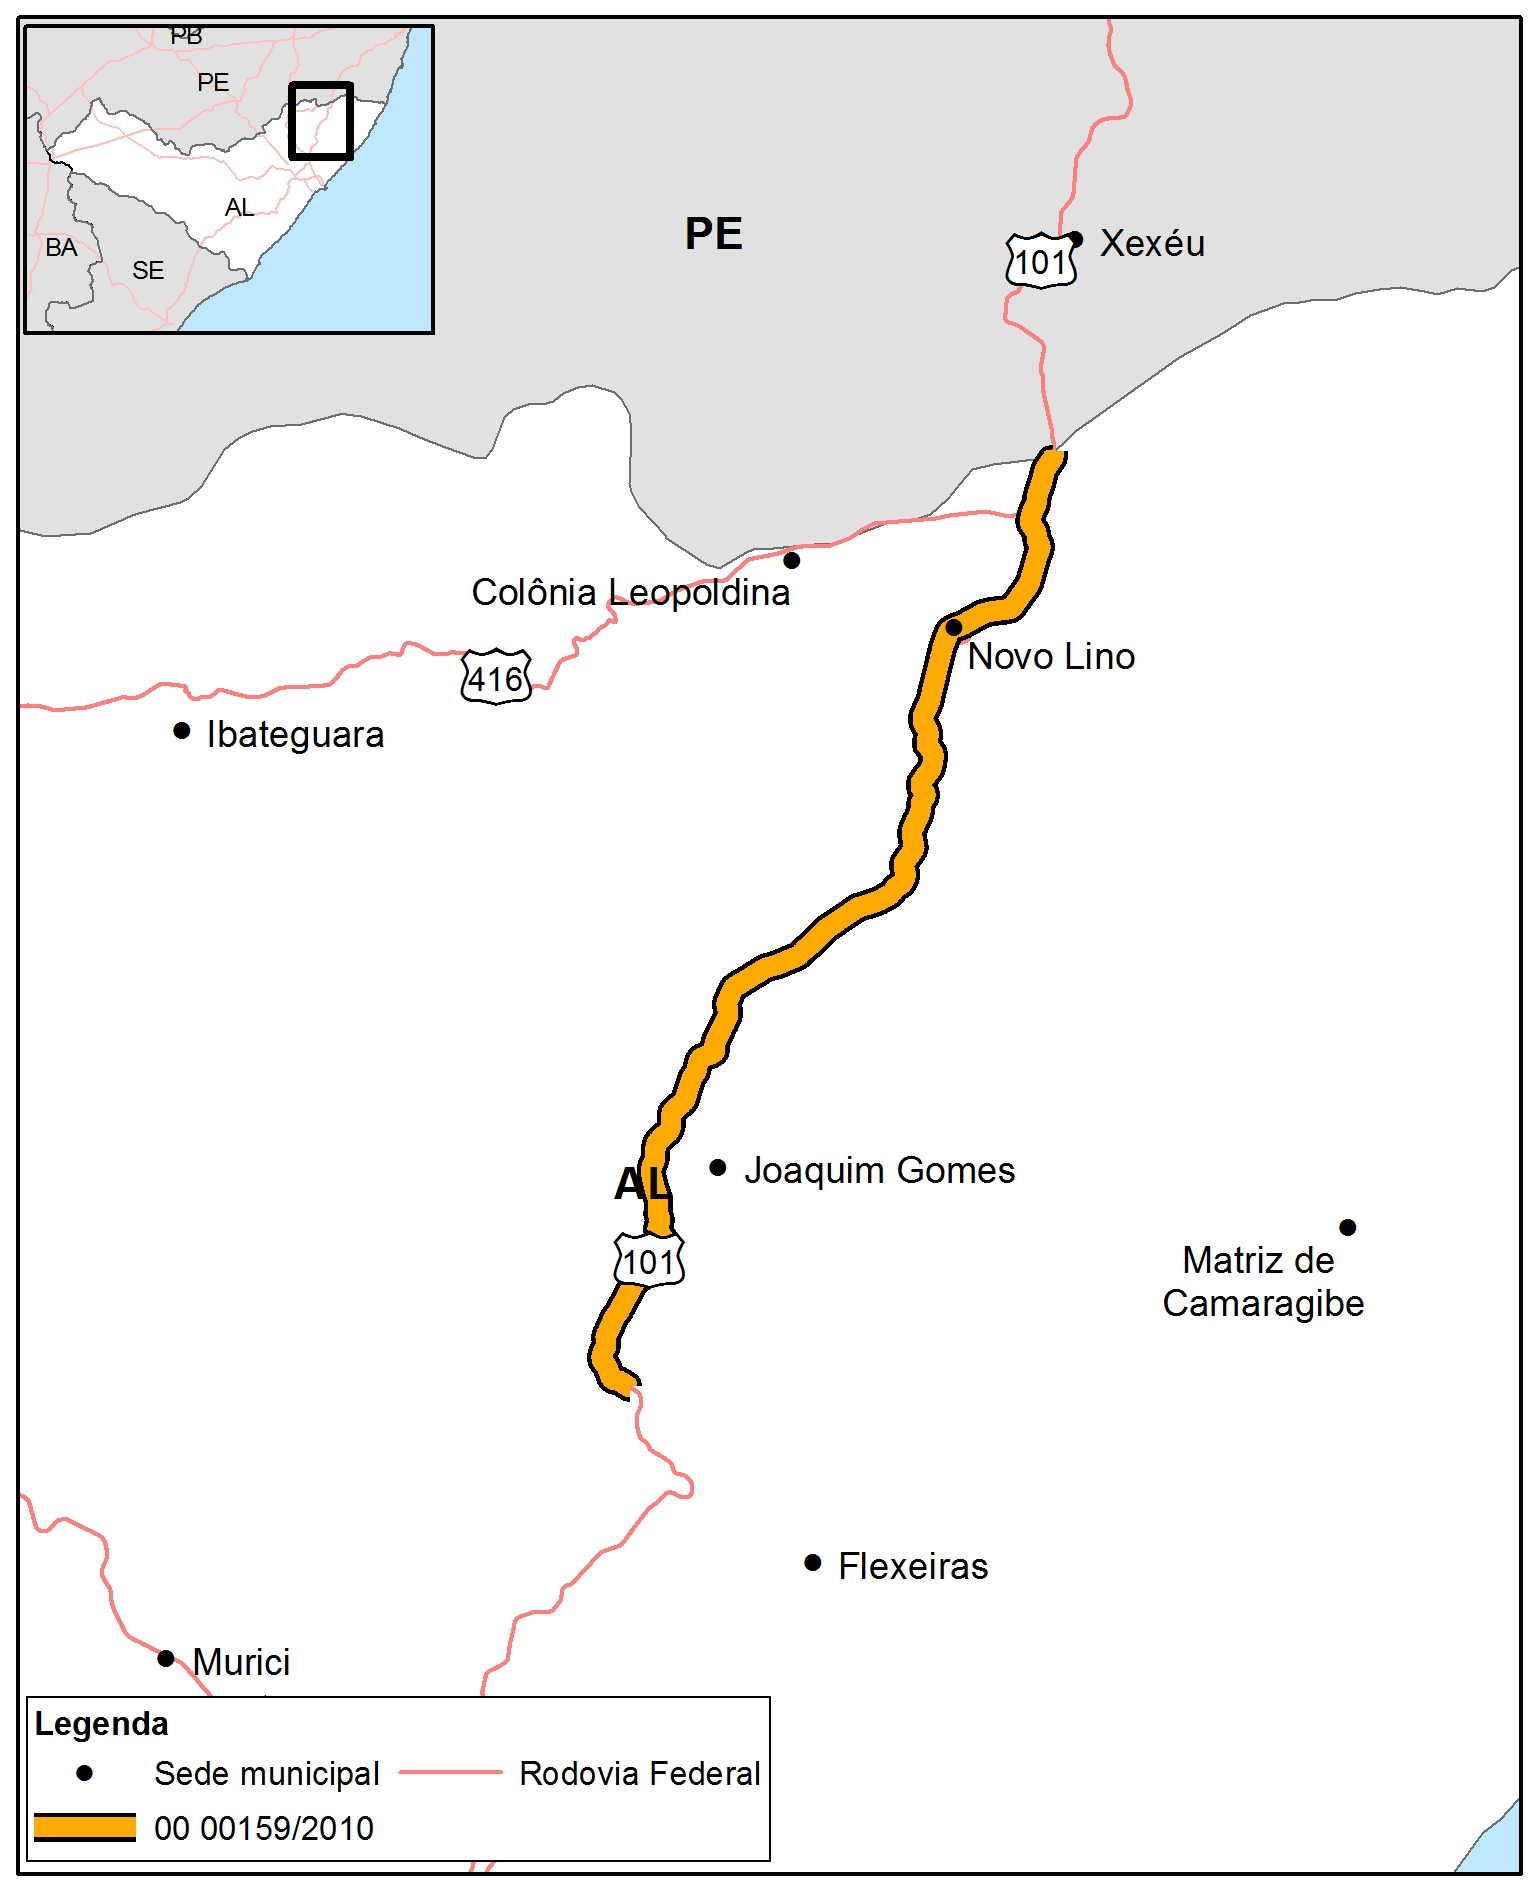 PB
PE
AL
BA
SE
PE
101
Xexéu
Colônia Leopoldina
Novo Lino
416
Ibateguara
AL
Joaquim Gomes
101
Matriz de
Camaragibe
Flexeiras
Murici
Legenda
Sede municipal
Rodovia Federal
00 00159/2010